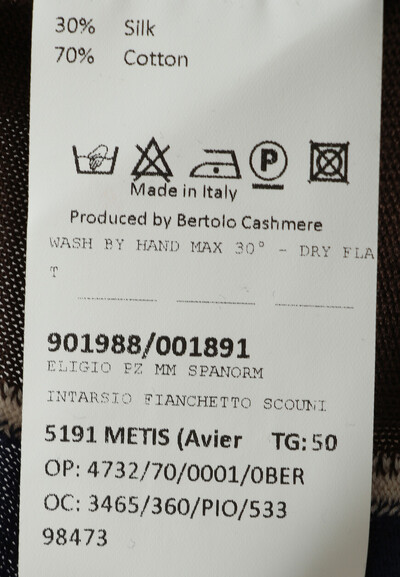 30% Silk
70% Cotton
P
Made in Italy
Produced by Bertolo Cashmere
WASH BY HAND MAX 30° - DRY FLA
T
901988/001891
ELIGIO PZ MM SPANORM
INTARSIO FIANCHETTO SCOUNI
5191 METIS (Avier TG: 50
OP: 4732/70/0001/0BER
OC: 3465/360/PIO/533
98473